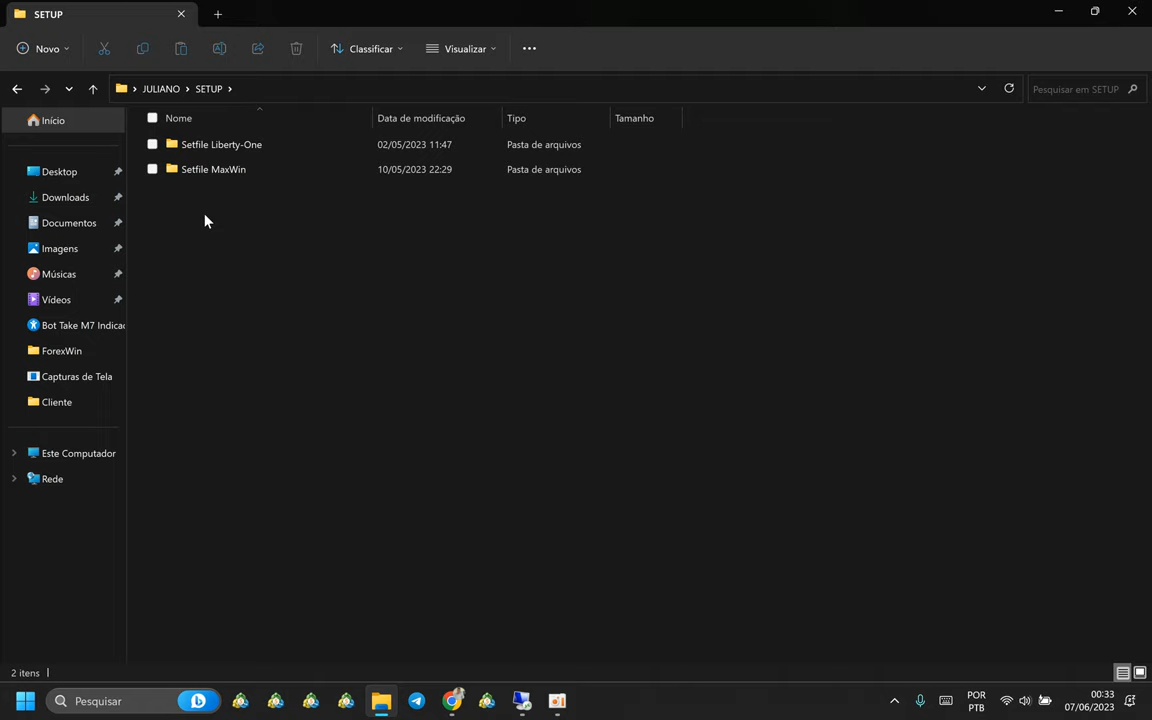 SETUP
Novo
Classificar
Visualizar
JULIANO
SETUP
Pesquisar em SETUP
Início
Nome
Data de modificação
Tipo
Tamanho
Setfile Liberty-One
02/05/2023 11:47
Pasta de arquivos
Setfile MaxWin
10/05/2023 22:29
Pasta de arquivos
Desktop
Downloads
Documentos
Imagens
Músicas
Vídeos
Bot Take M7 Indicac
ForexWin
Capturas de Tela
Cliente
Este Computador
Rede
2 itens
Pesquisar
POR
PTB
00:33
07/06/2023